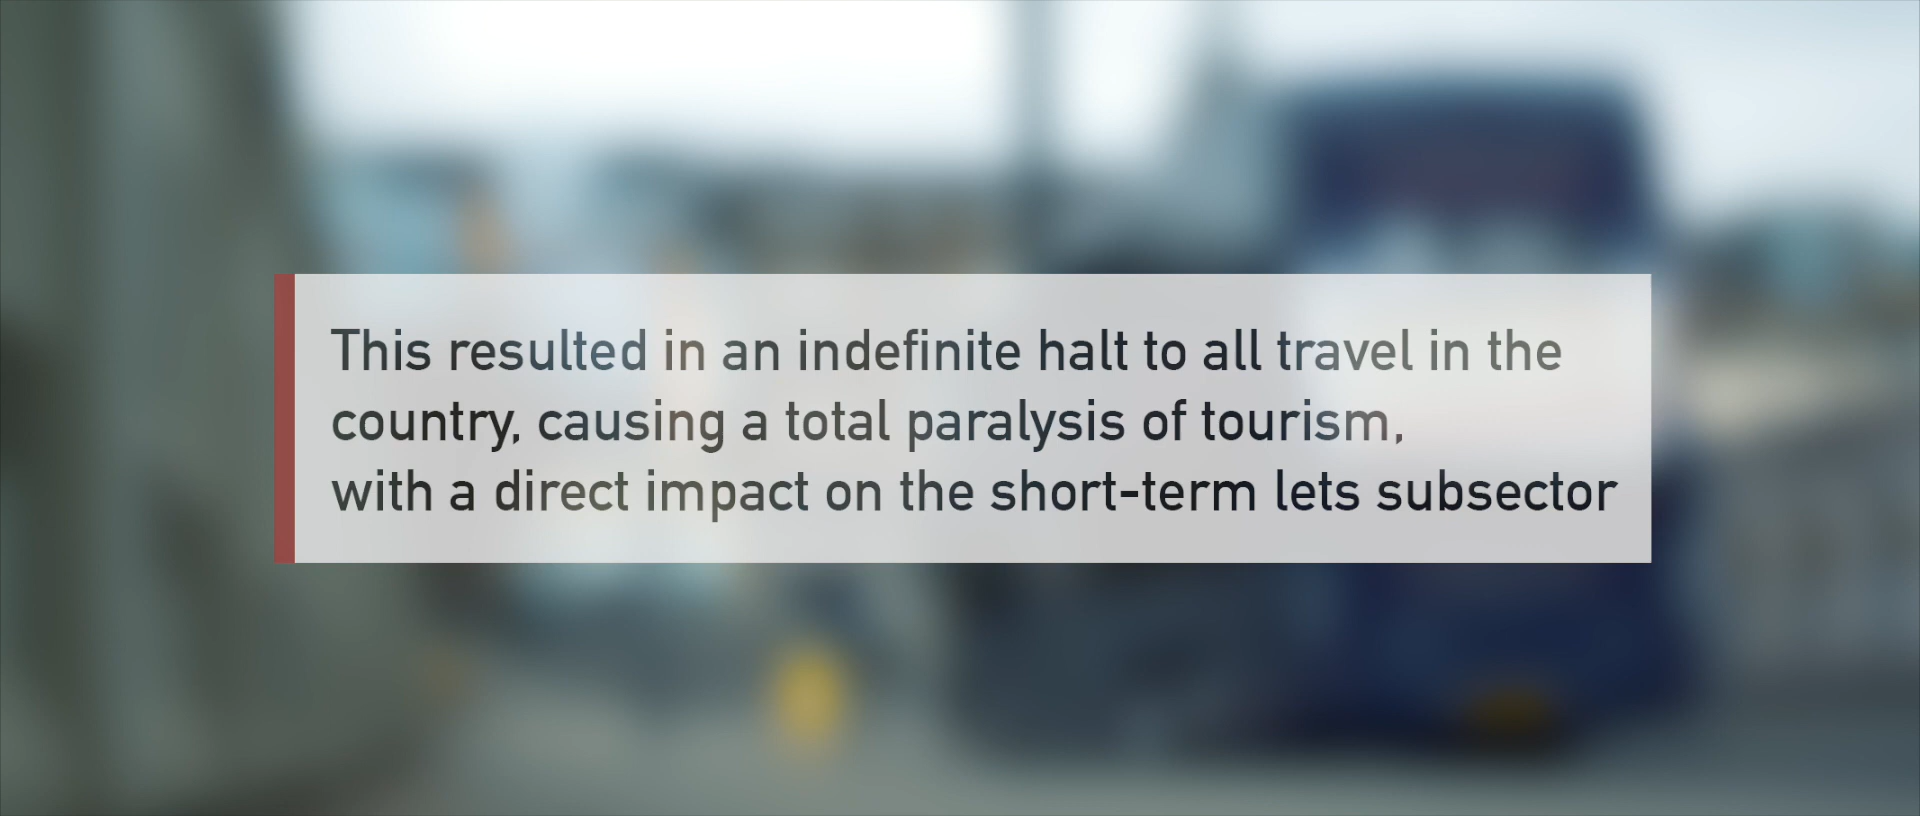 This resulted in an indefinite halt to all travel in the
country, causing a total paralysis of tourism,
with a direct impact on the short-term lets subsector